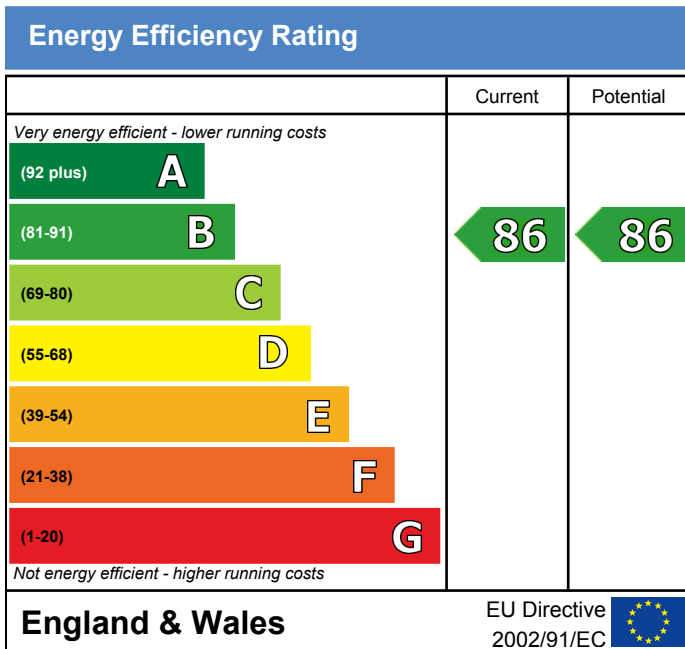 Energy Efficiency Rating
Current Potential
Very energy efficient - lower running costs
(92 plus) A
(81-91) B 86 86
(69-80) C
(55-68) D
(39-54) E
(21-38) F
(1-20) G
Not energy efficient - higher running costs
England & Wales
EU Directive
2002/91/EC